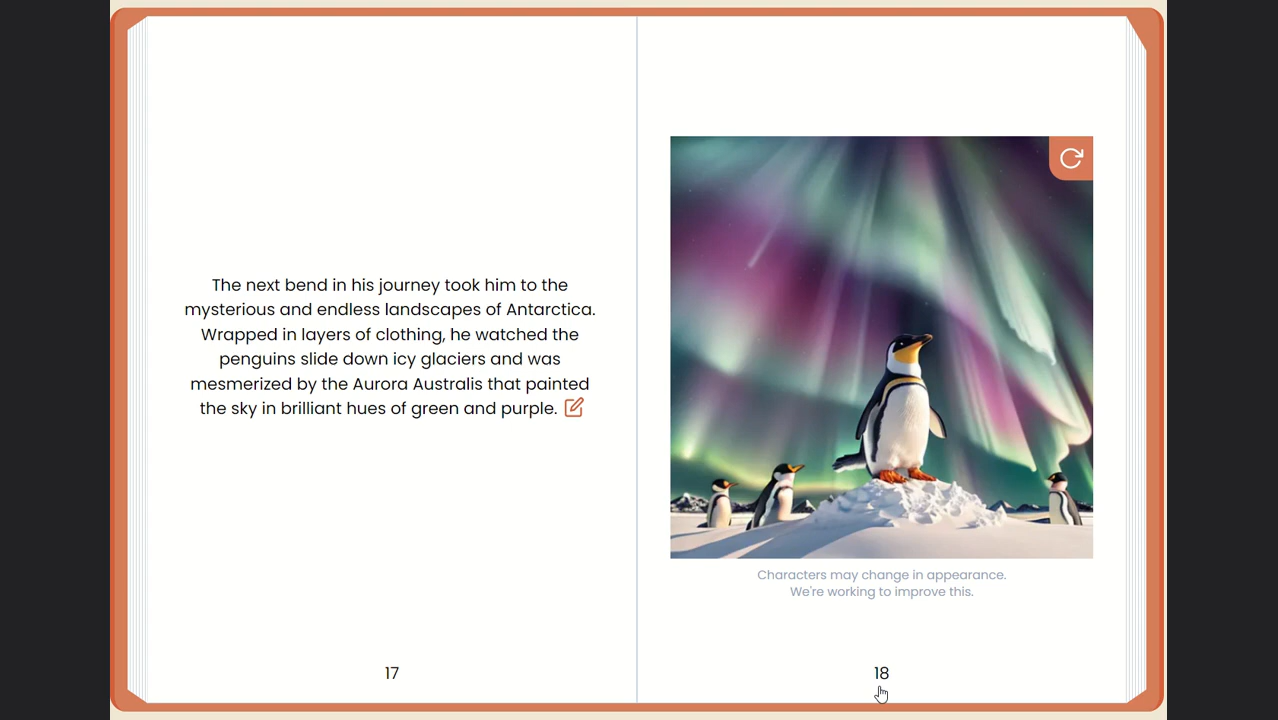 The next bend in his journey took him to the
mysterious and endless landscapes of Antarctica.
Wrapped in layers of clothing, he watched the
penguins slide down icy glaciers and was
mesmerized by the Aurora Australis that painted
the sky in brilliant hues of green and purple.
17
Characters may change in appearance.
We're working to improve this.
18